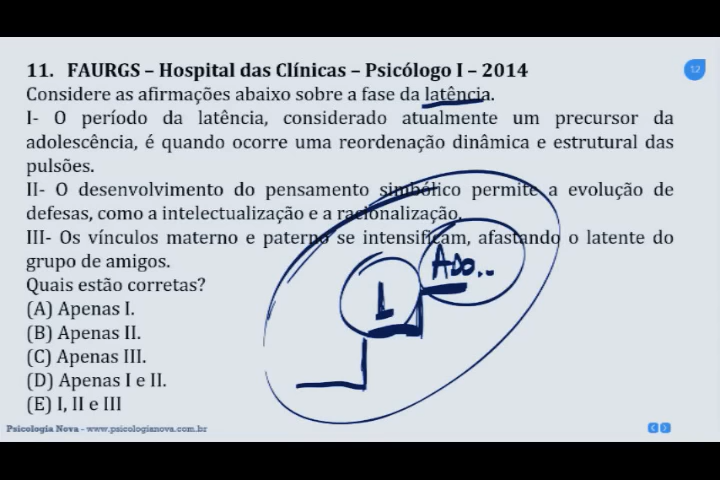 12
11. FAURGS – Hospital das Clínicas – Psicólogo I – 2014
Considere as afirmações abaixo sobre a fase da latência.
I- O período da latência, considerado atualmente um precursor da
adolescência, é quando ocorre uma reordenação dinâmica e estrutural das
pulsões.
II- O desenvolvimento do pensamento simbólico permite a evolução de
defesas, como a intelectualização e a racionalização.
III- Os vínculos materno e paterno se intensificam, afastando o latente do
grupo de amigos.
Quais estão corretas?
(A) Apenas I.
(B) Apenas II.
(C) Apenas III.
(D) Apenas I e II.
(E) I, II e III
Ado..
Psicologia Nova - www.psicologianova.com.br